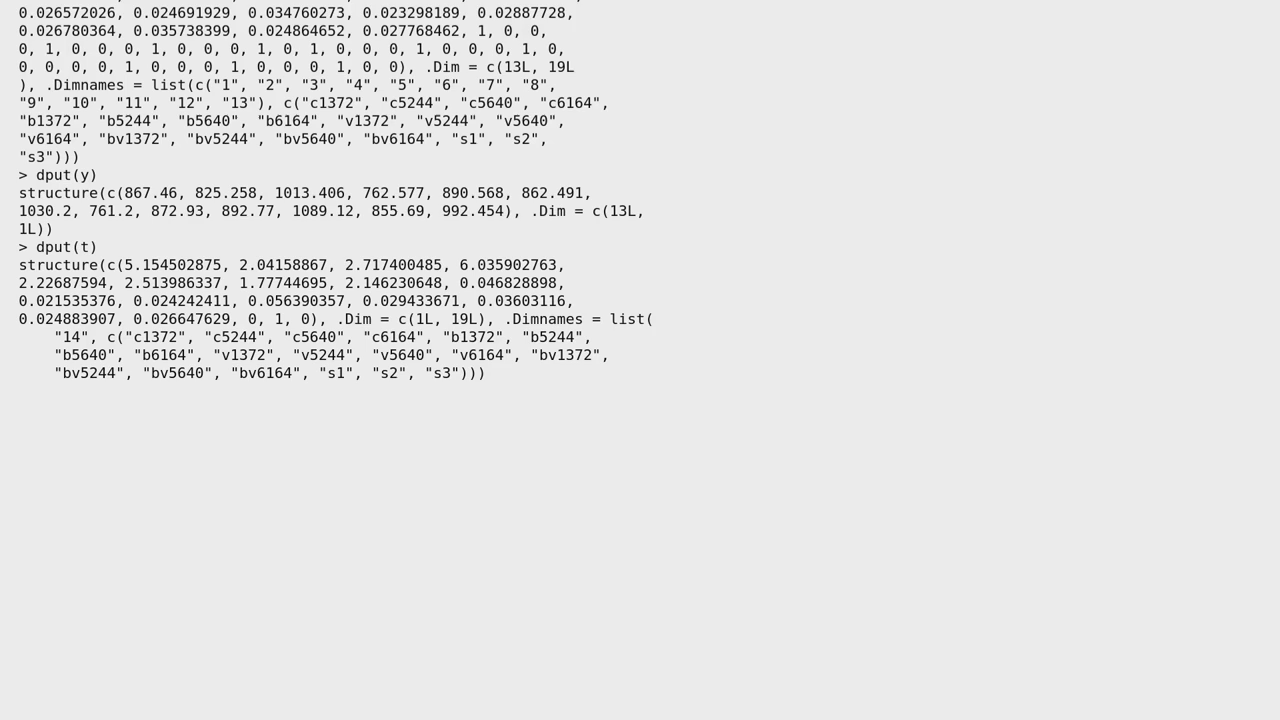 0.026572026, 0.024691929, 0.034760273, 0.023298189, 0.02887728,
0.026780364, 0.035738399, 0.024864652, 0.027768462, 1, 0, 0,
0, 1, 0, 0, 0, 1, 0, 0, 0, 1, 0, 1, 0, 0, 0, 1, 0, 0, 0, 1, 0,
0, 0, 0, 0, 1, 0, 0, 0, 1, 0, 0, 0, 1, 0, 0), .Dim = c(13L, 19L
), .Dimnames = list(c("1", "2", "3", "4", "5", "6", "7", "8",
"9", "10", "11", "12", "13"), c("c1372", "c5244", "c5640", "c6164",
"b1372", "b5244", "b5640", "b6164", "v1372", "v5244", "v5640",
"v6164", "bv1372", "bv5244", "bv5640", "bv6164", "s1", "s2",
"s3")))
> dput(y)
structure(c(867.46, 825.258, 1013.406, 762.577, 890.568, 862.491,
1030.2, 761.2, 872.93, 892.77, 1089.12, 855.69, 992.454), .Dim = c(13L,
1L))
> dput(t)
structure(c(5.154502875, 2.04158867, 2.717400485, 6.035902763,
2.22687594, 2.513986337, 1.77744695, 2.146230648, 0.046828898,
0.021535376, 0.024242411, 0.056390357, 0.029433671, 0.03603116,
0.024883907, 0.026647629, 0, 1, 0), .Dim = c(1L, 19L), .Dimnames = list(
"14", c("c1372", "c5244", "c5640", "c6164", "b1372", "b5244",
"b5640", "b6164", "v1372", "v5244", "v5640", "v6164", "bv1372",
"bv5244", "bv5640", "bv6164", "s1", "s2", "s3")))